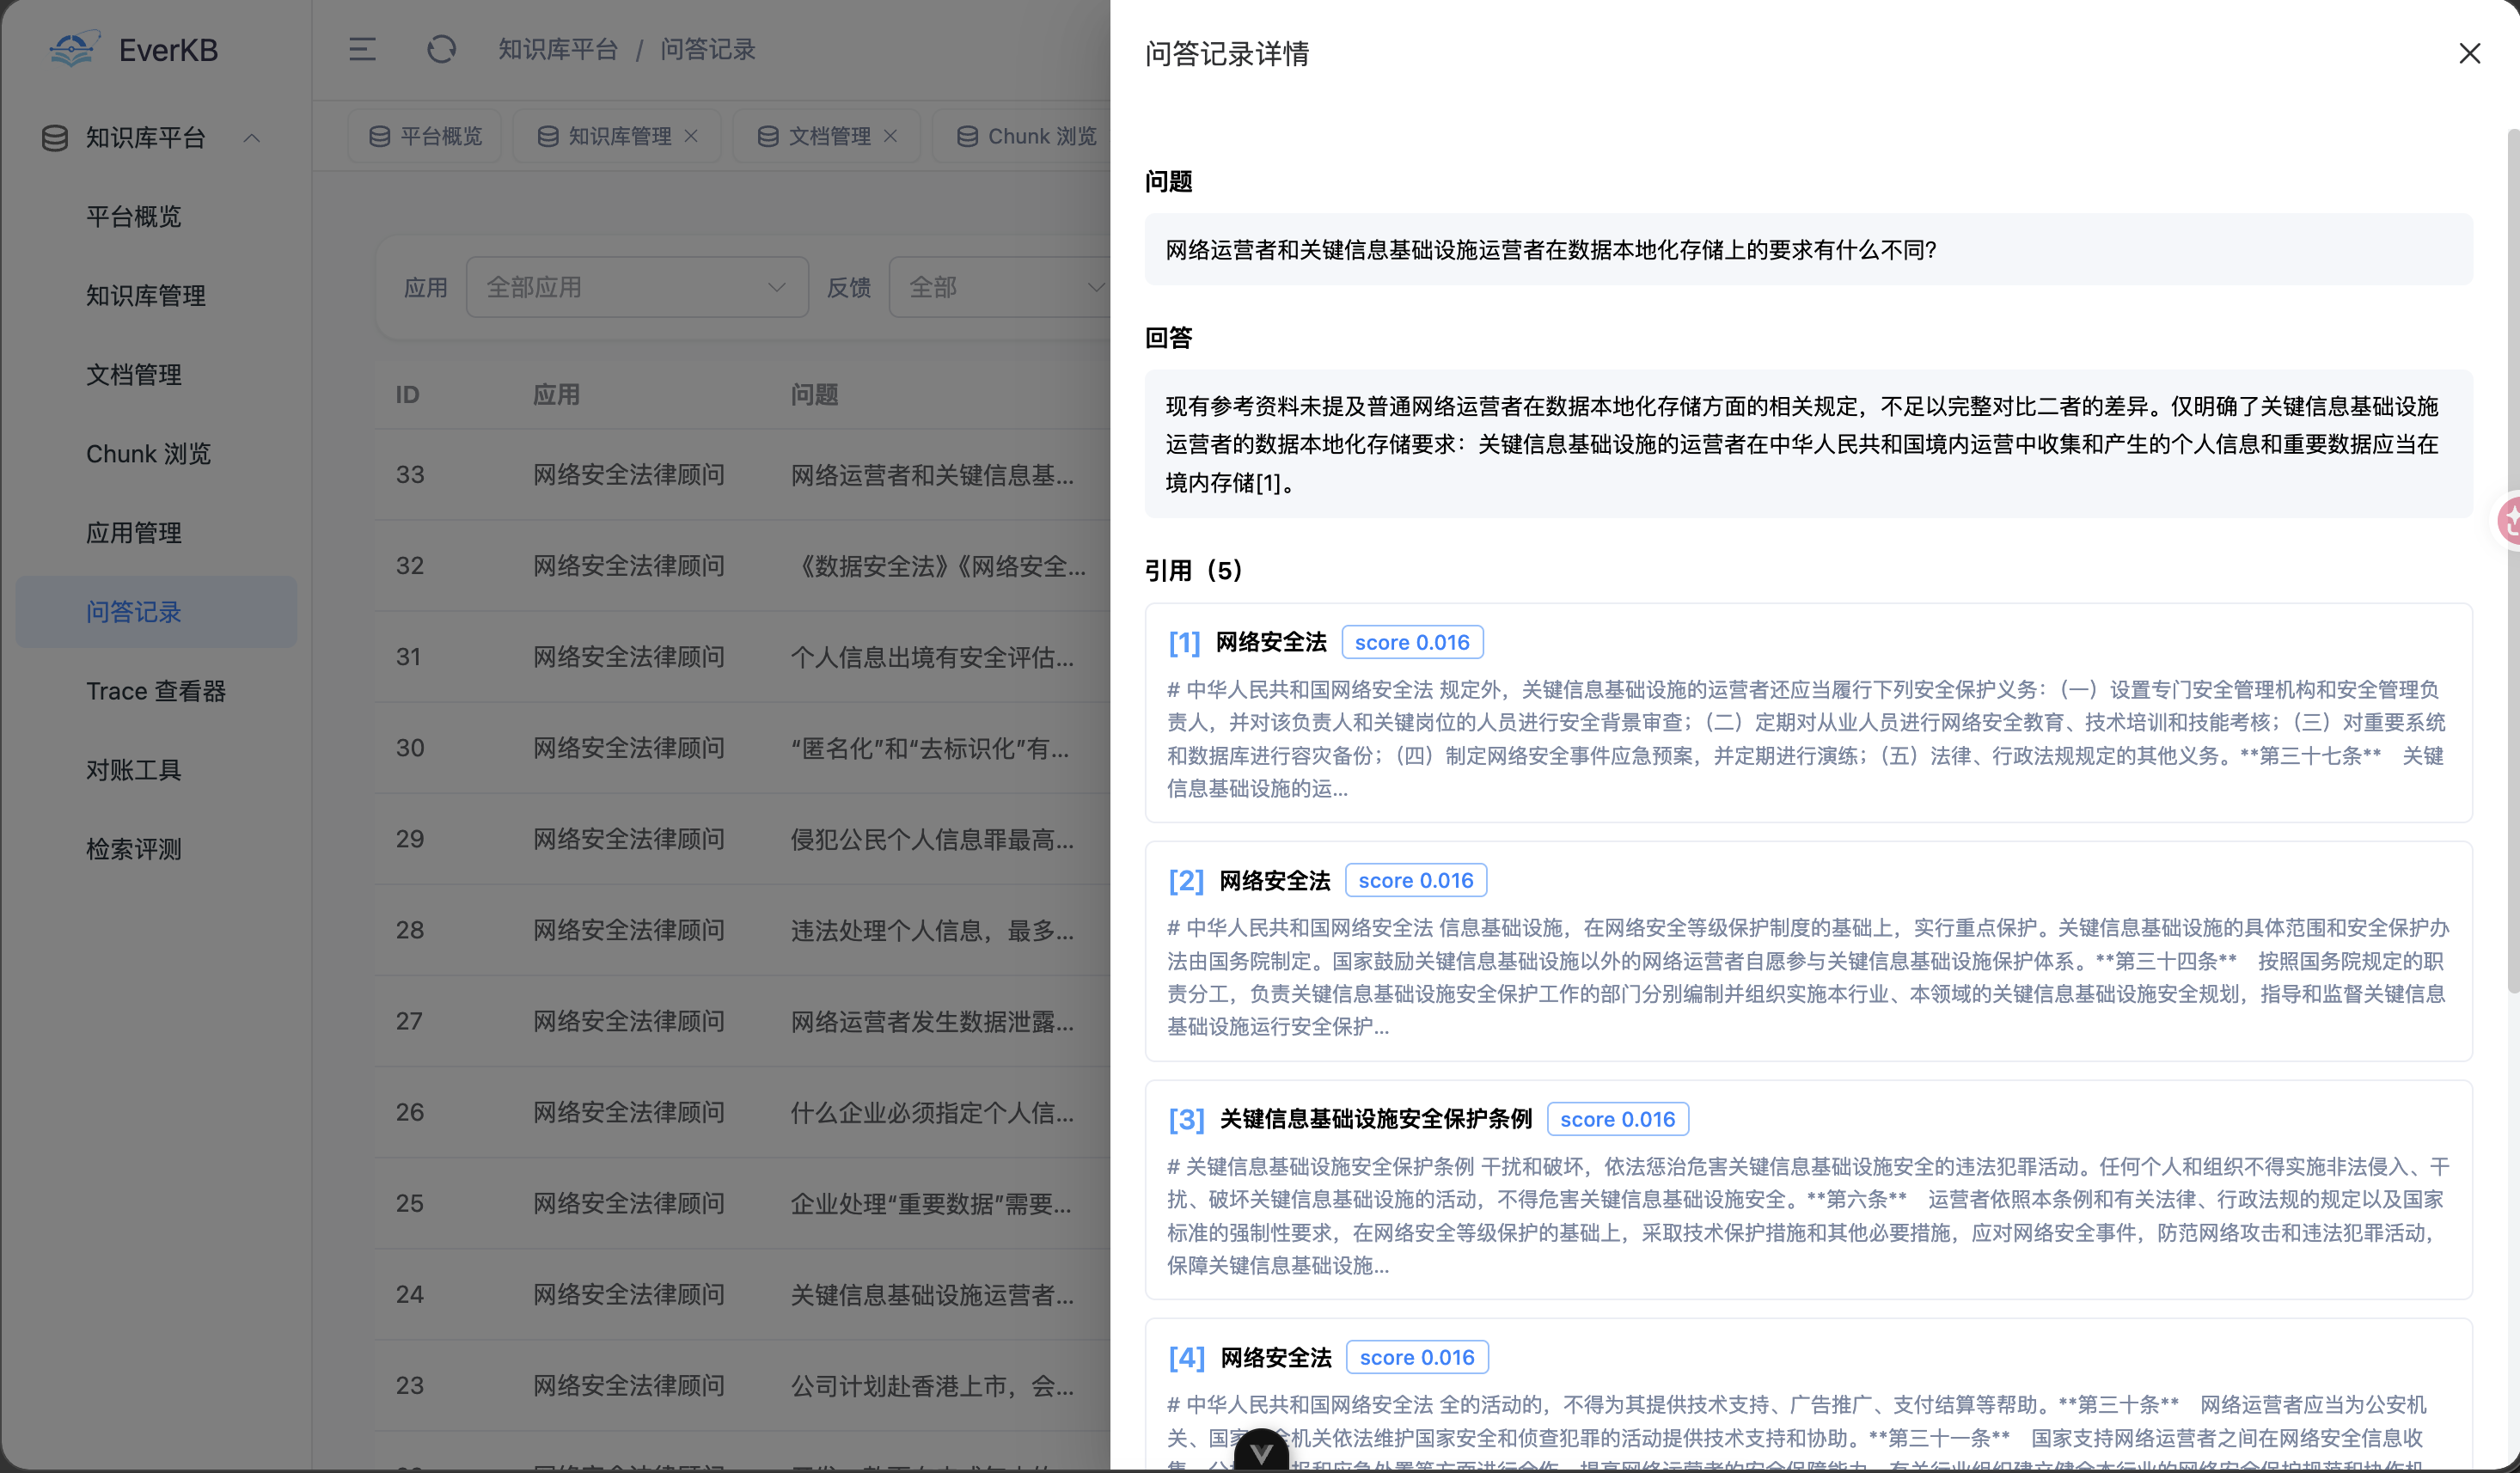 EverKB
知识库平台 / 问答记录
知识库平台
平台概览
知识库管理
文档管理
Chunk 浏览
应用管理
问答记录
Trace 查看器
对账工具
检索评测
平台概览 知识库管理 文档管理 Chunk 浏览
应用 全部应用 反馈 全部
ID 应用 问题
33 网络安全法律顾问 网络运营者和关键信息基...
32 网络安全法律顾问 《数据安全法》《网络安全...
31 网络安全法律顾问 个人信息出境有安全评估...
30 网络安全法律顾问 “匿名化”和“去标识化”有...
29 网络安全法律顾问 侵犯公民个人信息罪最高...
28 网络安全法律顾问 违法处理个人信息，最多...
27 网络安全法律顾问 网络运营者发生数据泄露...
26 网络安全法律顾问 什么企业必须指定个人信...
25 网络安全法律顾问 企业处理“重要数据”需要...
24 网络安全法律顾问 关键信息基础设施运营者...
23 网络安全法律顾问 公司计划赴香港上市，会...
问答记录详情
问题
网络运营者和关键信息基础设施运营者在数据本地化存储上的要求有什么不同?
回答
现有参考资料未提及普通网络运营者在数据本地化存储方面的相关规定，不足以完整对比二者的差异。仅明确了关键信息基础设施
运营者的数据本地化存储要求：关键信息基础设施的运营者在中华人民共和国境内运营中收集和产生的个人信息和重要数据应当在
境内存储[1]。
引用（5）
[1] 网络安全法 score 0.016
# 中华人民共和国网络安全法 规定外，关键信息基础设施的运营者还应当履行下列安全保护义务：（一）设置专门安全管理机构和安全管理负
责人，并对该负责人和关键岗位的人员进行安全背景审查；（二）定期对从业人员进行网络安全教育、技术培训和技能考核；（三）对重要系统
和数据库进行容灾备份；（四）制定网络安全事件应急预案，并定期进行演练；（五）法律、行政法规规定的其他义务。**第三十七条** 关键
信息基础设施的运...
[2] 网络安全法 score 0.016
# 中华人民共和国网络安全法 信息基础设施，在网络安全等级保护制度的基础上，实行重点保护。关键信息基础设施的具体范围和安全保护办
法由国务院制定。国家鼓励关键信息基础设施以外的网络运营者自愿参与关键信息基础设施保护体系。**第三十四条** 按照国务院规定的职
责分工，负责关键信息基础设施安全保护工作的部门分别编制并组织实施本行业、本领域的关键信息基础设施安全规划，指导和监督关键信息
基础设施运行安全保护...
[3] 关键信息基础设施安全保护条例 score 0.016
# 关键信息基础设施安全保护条例 干扰和破坏，依法惩治危害关键信息基础设施安全的违法犯罪活动。任何个人和组织不得实施非法侵入、干
扰、破坏关键信息基础设施的活动，不得危害关键信息基础设施安全。**第六条** 运营者依照本条例和有关法律、行政法规的规定以及国家
标准的强制性要求，在网络安全等级保护的基础上，采取技术保护措施和其他必要措施，应对网络安全事件，防范网络攻击和违法犯罪活动，
保障关键信息基础设施...
[4] 网络安全法 score 0.016
# 中华人民共和国网络安全法 全的活动的，不得为其提供技术支持、广告推广、支付结算等帮助。**第三十条** 网络运营者应当为公安机
关、国家 全机关依法维护国家安全和侦查犯罪的活动提供技术支持和协助。**第三十一条** 国家支持网络运营者之间在网络安全信息收